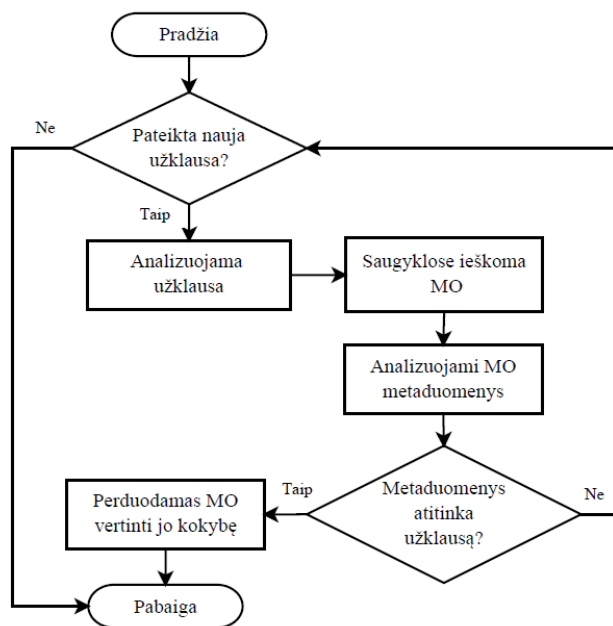 Pradžia
Ne
Pateikta nauja
užklausa?
Taip
Analizuojama
užklausa
Saugyklose ieškoma
MO
Analizuojami MO
metaduomenys
Metaduomenys
atitinka
užklausą?
Taip
Ne
Perduodamas MO
vertinti jo kokybę
Pabaiga